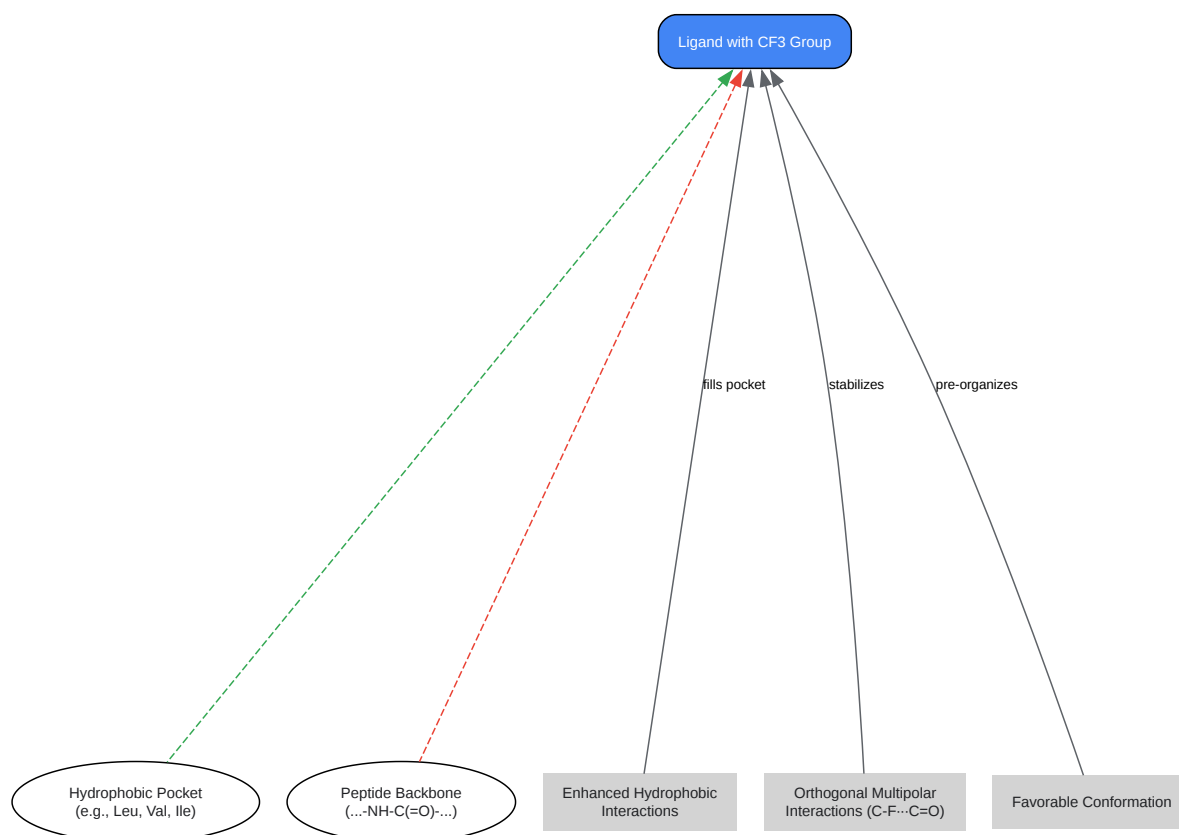 Ligand with CF3 Group
fills pocket
stabilizes
pre-organizes
Hydrophobic Pocket
(e.g., Leu, Val, Ile)
Peptide Backbone
(...-NH-C(=O)-...)
Enhanced Hydrophobic
Interactions
Orthogonal Multipolar
Interactions (C-F···C=O)
Favorable Conformation